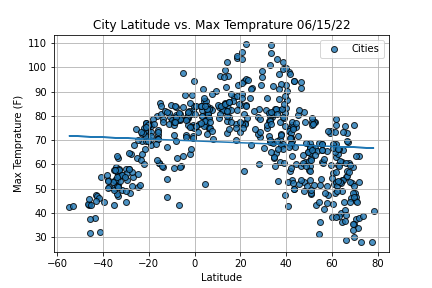 City Latitude vs. Max Temprature 06/15/22
Cities
Max Temprature (F)
110
100
90
80
70
60
50
40
30
−60 −40 −20 0 20 40 60 80
Latitude